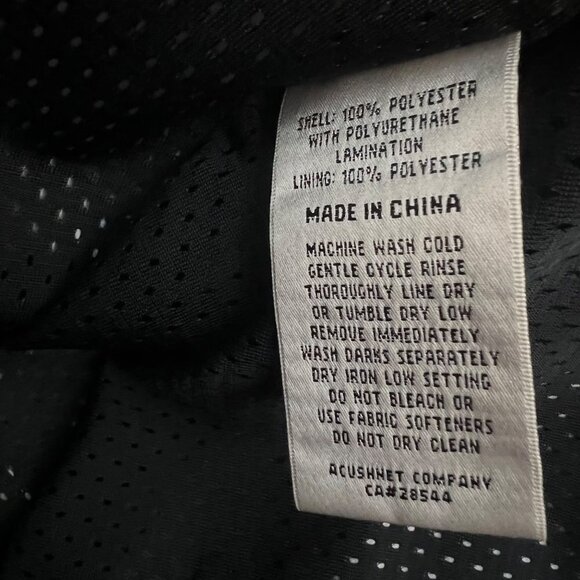 SHELL: 100% POLYESTER
WITH POLYURETHANE
LAMINATION
LINING: 100% POLYESTER
MADE IN CHINA
MACHINE WASH COLD
GENTLE CYCLE RINSE
THOROUGHLY LINE DRY
OR TUMBLE DRY LOW
REMOVE IMMEDIATELY
WASH DARKS SEPARATELY
DRY IRON LOW SETTING
DO NOT BLEACH OR
USE FABRIC SOFTENERS
DO NOT DRY CLEAN
ACUSHNET COMPANY
CA#28544